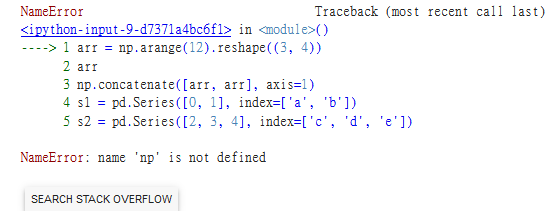 NameError Traceback (most recent call last)
<ipython-input-9-d7371a4bc6f1> in <module>()
----> 1 arr = np.arange(12).reshape((3, 4))
2 arr
3 np.concatenate([arr, arr], axis=1)
4 s1 = pd.Series([0, 1], index=['a', 'b'])
5 s2 = pd.Series([2, 3, 4], index=['c', 'd', 'e'])
NameError: name 'np' is not defined
SEARCH STACK OVERFLOW